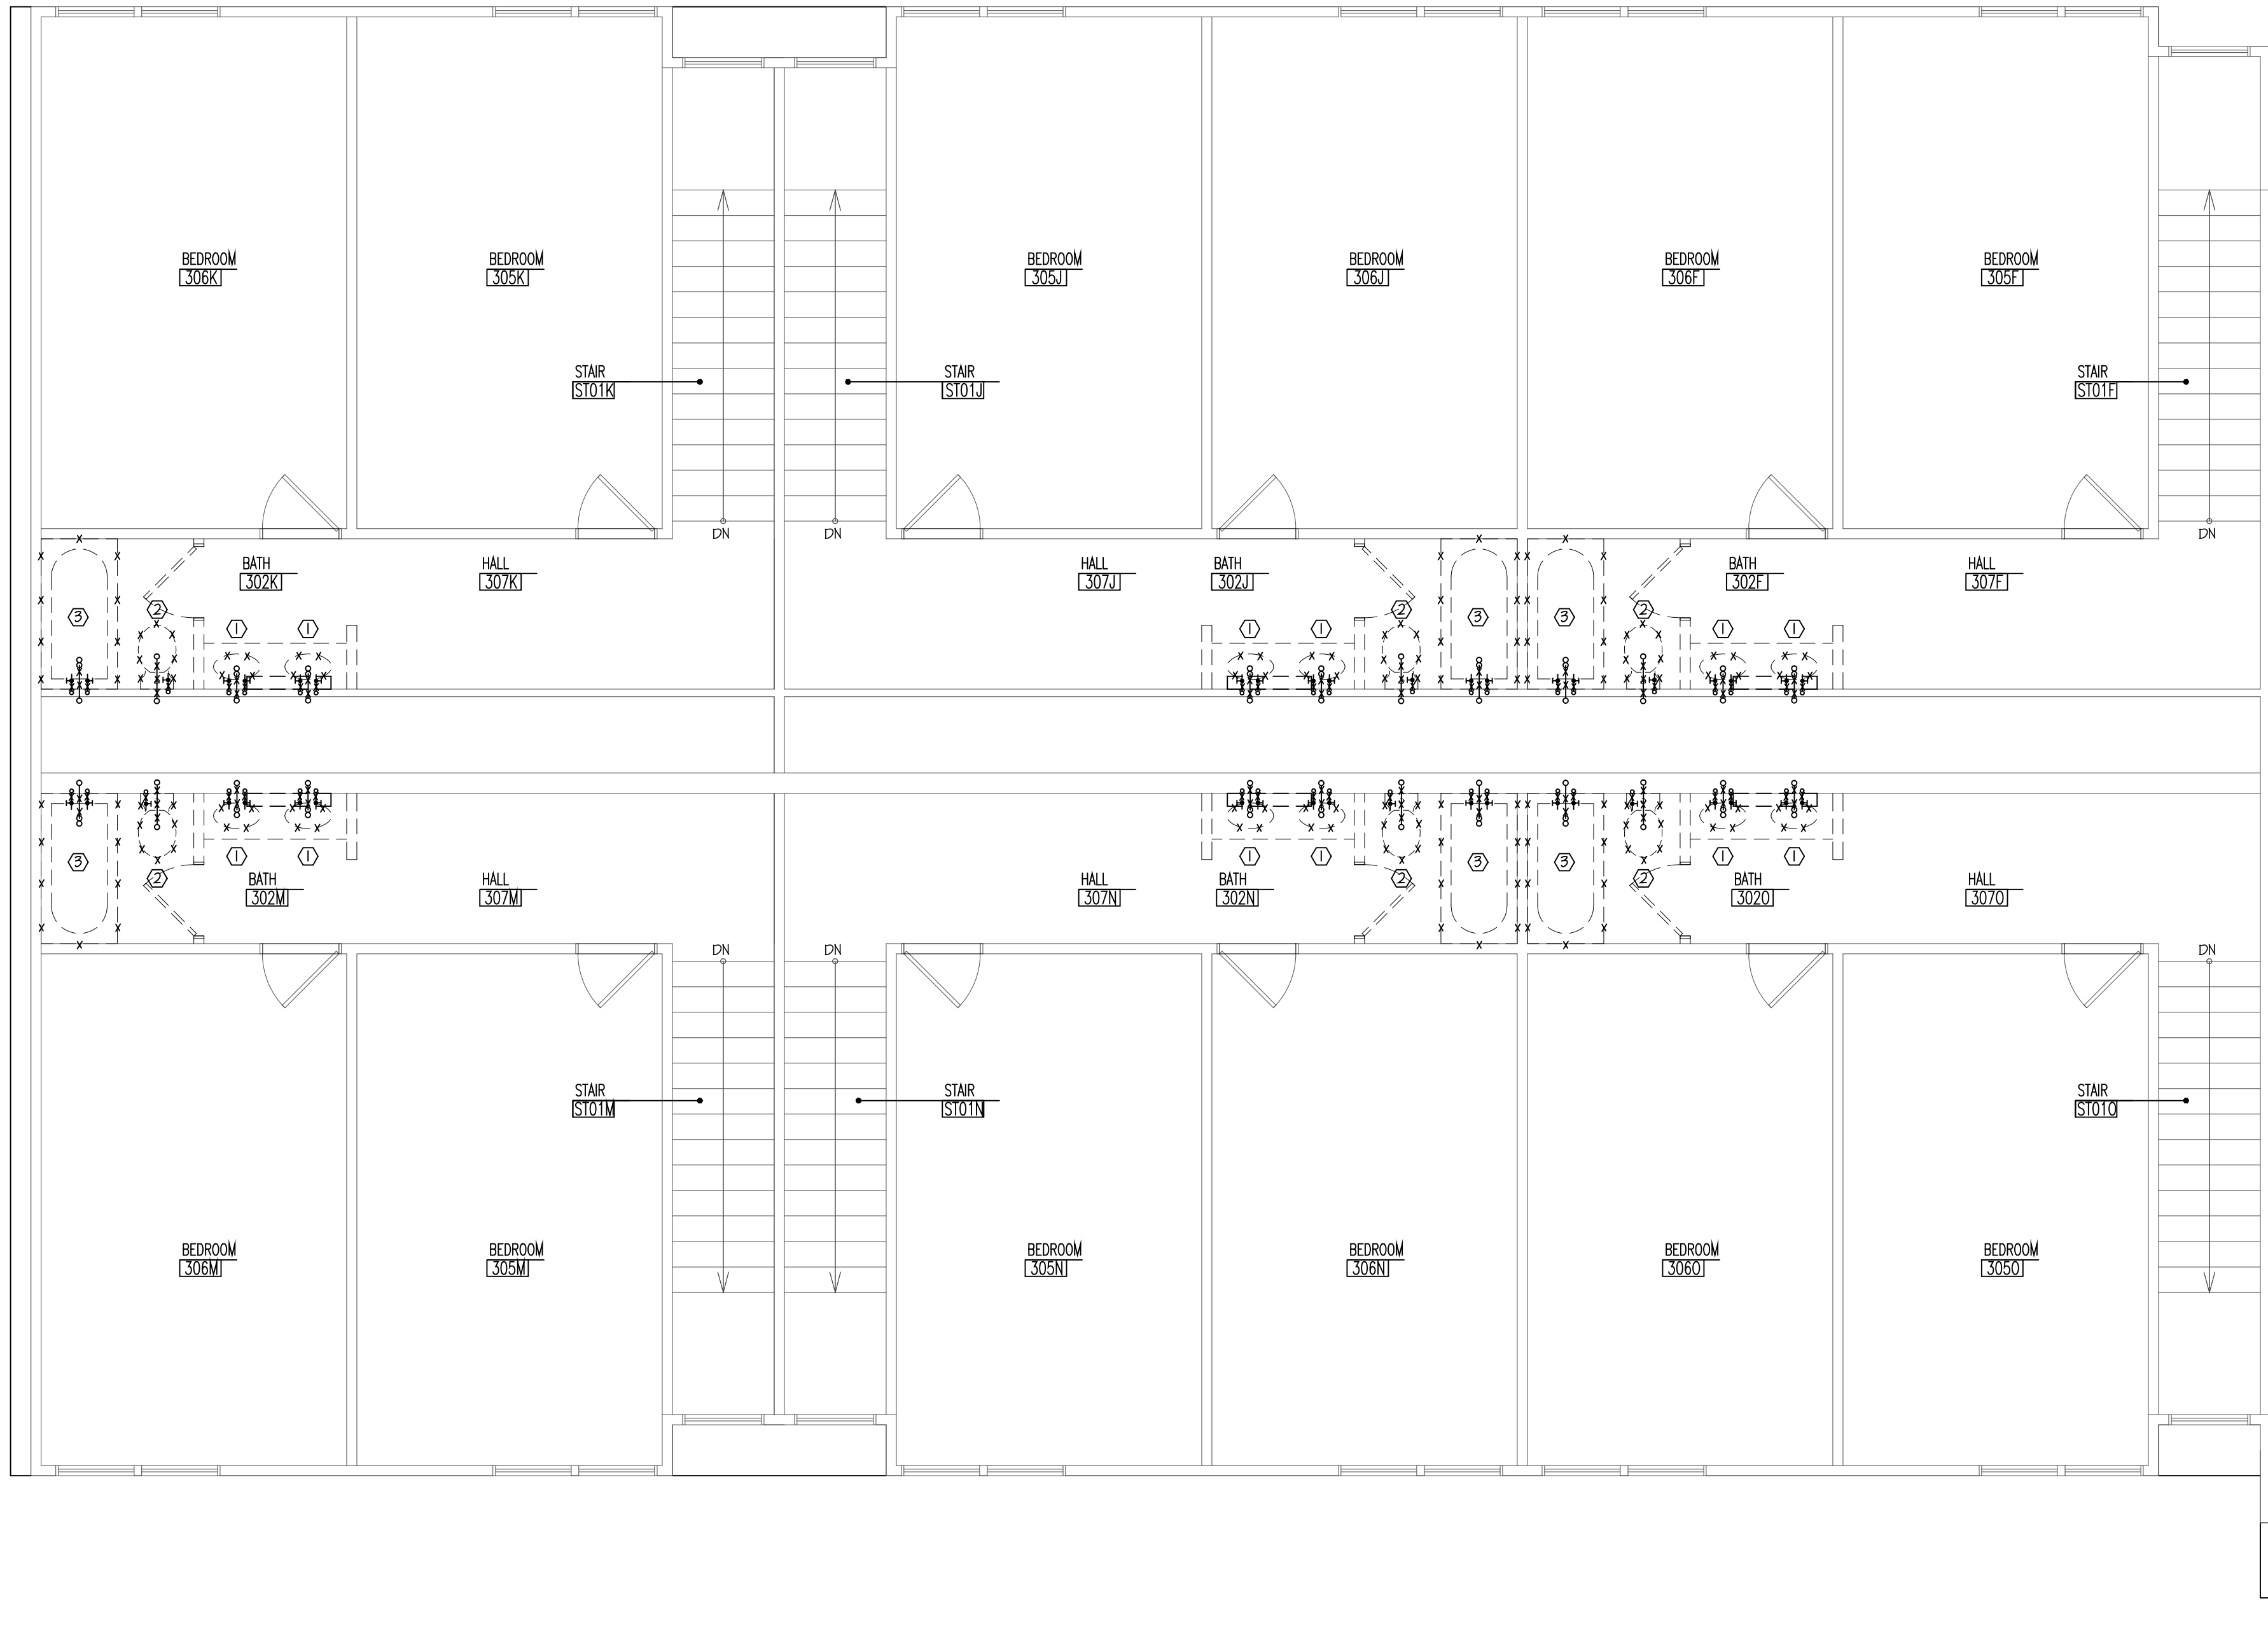 BEDROOM
306K
BEDROOM
305K
BEDROOM
305J
BEDROOM
306J
BEDROOM
306F
BEDROOM
305F
STAIR
ST01K
STAIR
ST01J
STAIR
ST01F
DN
DN
DN
BATH
302K
HALL
307K
HALL
307J
BATH
302J
BATH
302F
HALL
307F
3
2
1
1
1
1
2
3
3
2
1
1
3
2
1
1
1
1
2
3
3
2
1
1
BATH
302M
HALL
307M
HALL
307N
BATH
302N
BATH
302O
HALL
307O
DN
DN
DN
STAIR
ST01M
STAIR
ST01N
STAIR
ST01O
BEDROOM
306M
BEDROOM
305M
BEDROOM
305N
BEDROOM
306N
BEDROOM
306O
BEDROOM
305O